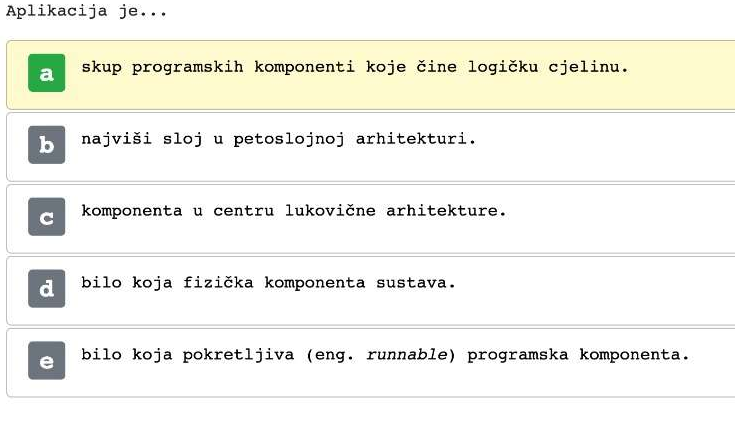 Aplikacija je...
a skup programskih komponenti koje čine logičku cjelinu.
b najviši sloj u petoslojnoj arhitekturi.
c komponenta u centru lukovične arhitekture.
d bilo koja fizička komponenta sustava.
e bilo koja pokretljiva (eng. runnable) programska komponenta.